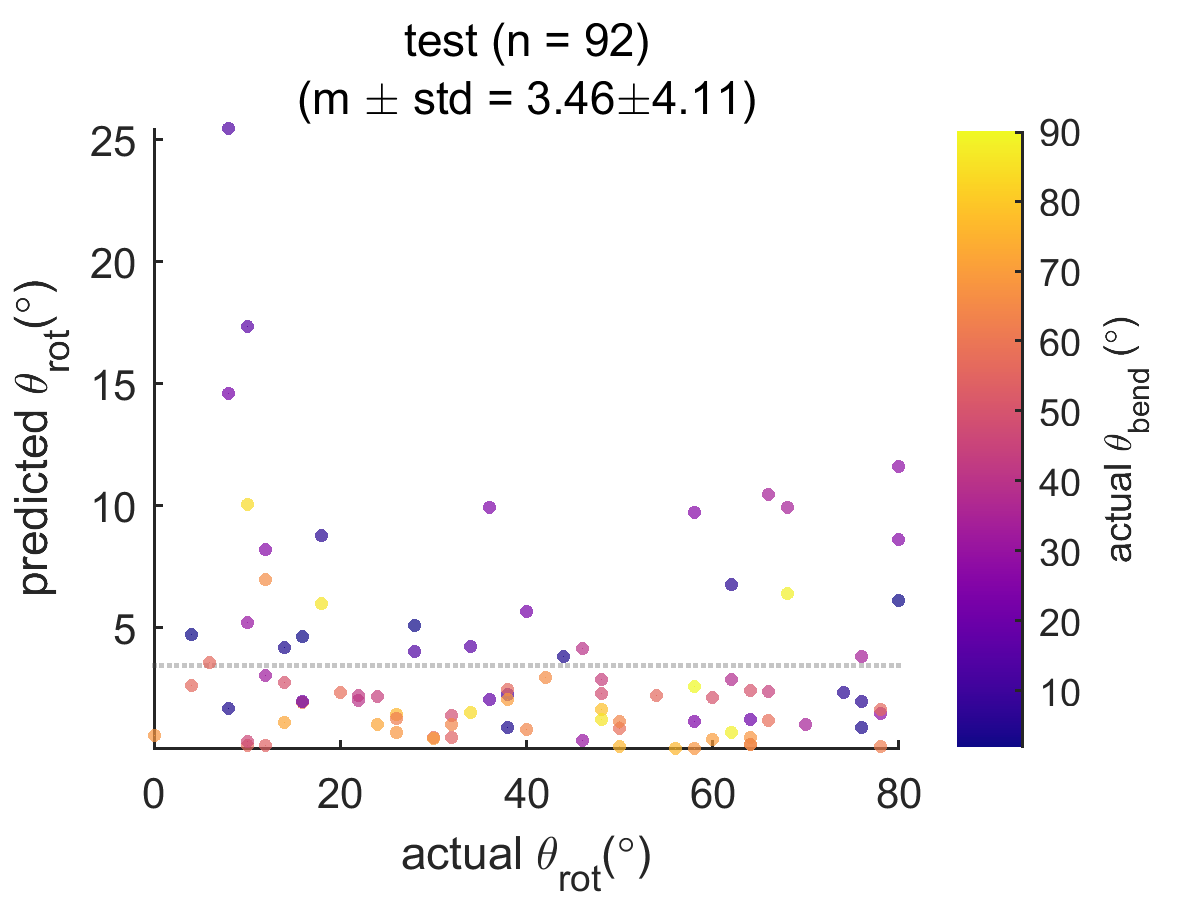 test (n = 92)
(m ± std = 3.46±4.11)
25
20
15
10
5
predicted θrot(°)
0 20 40 60 80
actual θrot(°)
90
80
70
60
50
40
30
20
10
actual θbend (°)